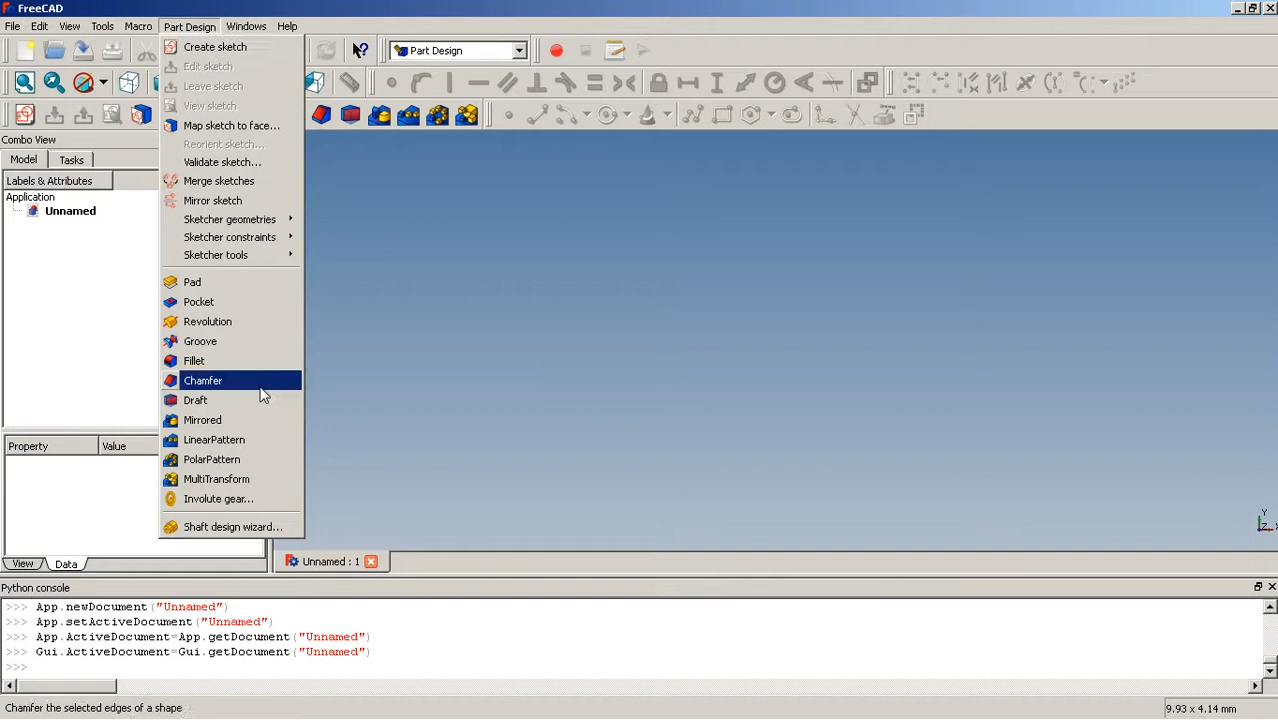 FreeCAD
File Edit View Tools Macro Part Design Windows Help
Create sketch
Edit sketch
Leave sketch
View sketch
Map sketch to face...
Reorient sketch...
Validate sketch...
Merge sketches
Mirror sketch
Sketcher geometries
Sketcher constraints
Sketcher tools
Pad
Pocket
Revolution
Groove
Fillet
Chamfer
Draft
Mirrored
LinearPattern
PolarPattern
MultiTransform
Involute gear...
Shaft design wizard...
Part Design
Combo View
Model Tasks
Labels & Attributes
Application
Unnamed
Property Value
View Data
Unnamed : 1
Y
Z X
Python console
>>> App.newDocument("Unnamed")
>>> App.setActiveDocument("Unnamed")
>>> App.ActiveDocument=App.getDocument("Unnamed")
>>> Gui.ActiveDocument=Gui.getDocument("Unnamed")
>>>
Chamfer the selected edges of a shape
9.93 x 4.14 mm